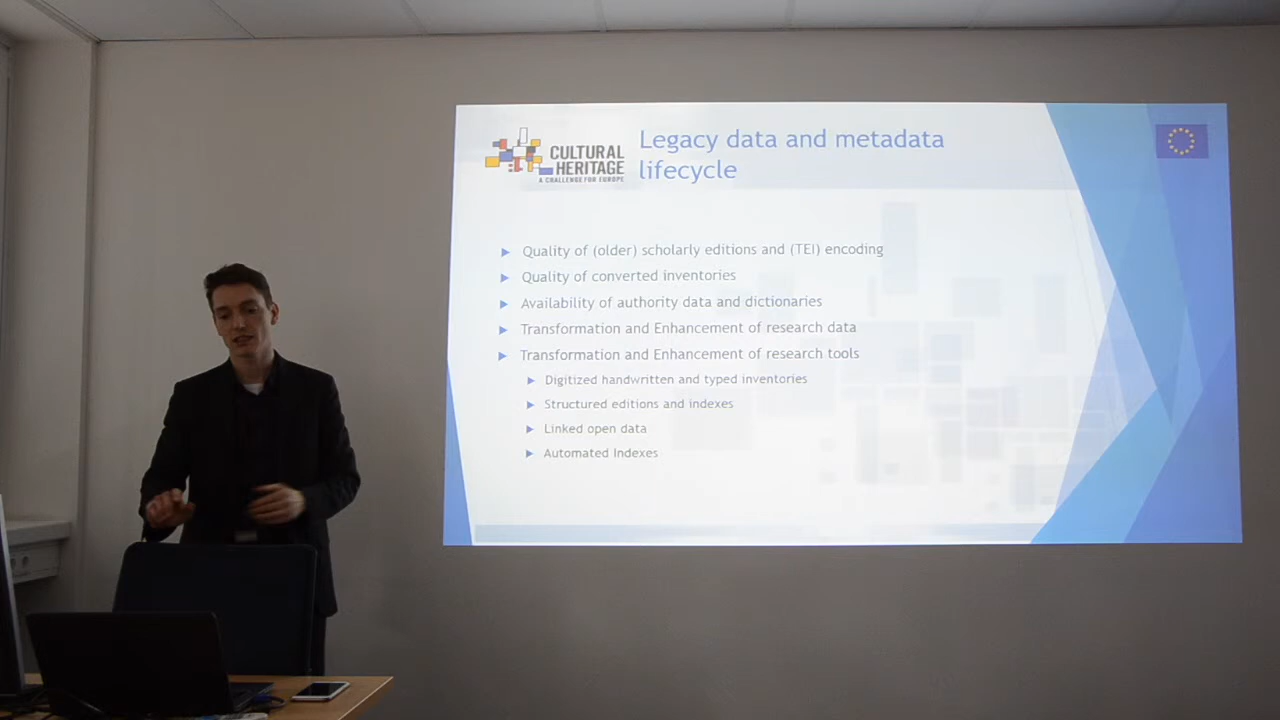 CULTURAL
HERITAGE
A CHALLENGE FOR EUROPE
Legacy data and metadata
lifecycle
Quality of (older) scholarly editions and (TEI) encoding
Quality of converted inventories
Availability of authority data and dictionaries
Transformation and Enhancement of research data
Transformation and Enhancement of research tools
Digitized handwritten and typed inventories
Structured editions and indexes
Linked open data
Automated Indexes